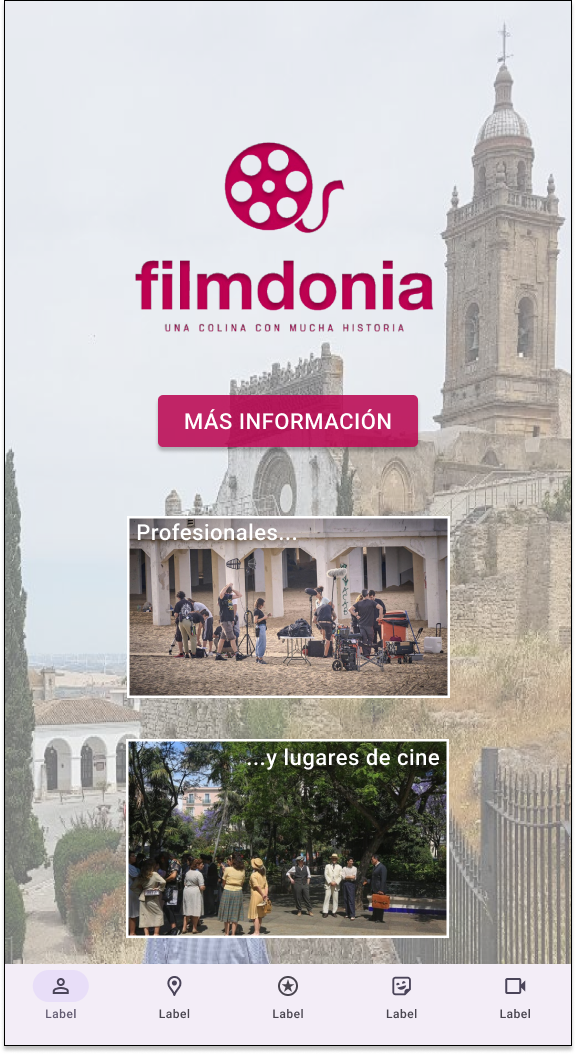 filmdonia
UNA COLINA CON MUCHA HISTORIA
MÁS INFORMACIÓN
Profesionales...
...y lugares de cine
Label
Label
Label
Label
Label